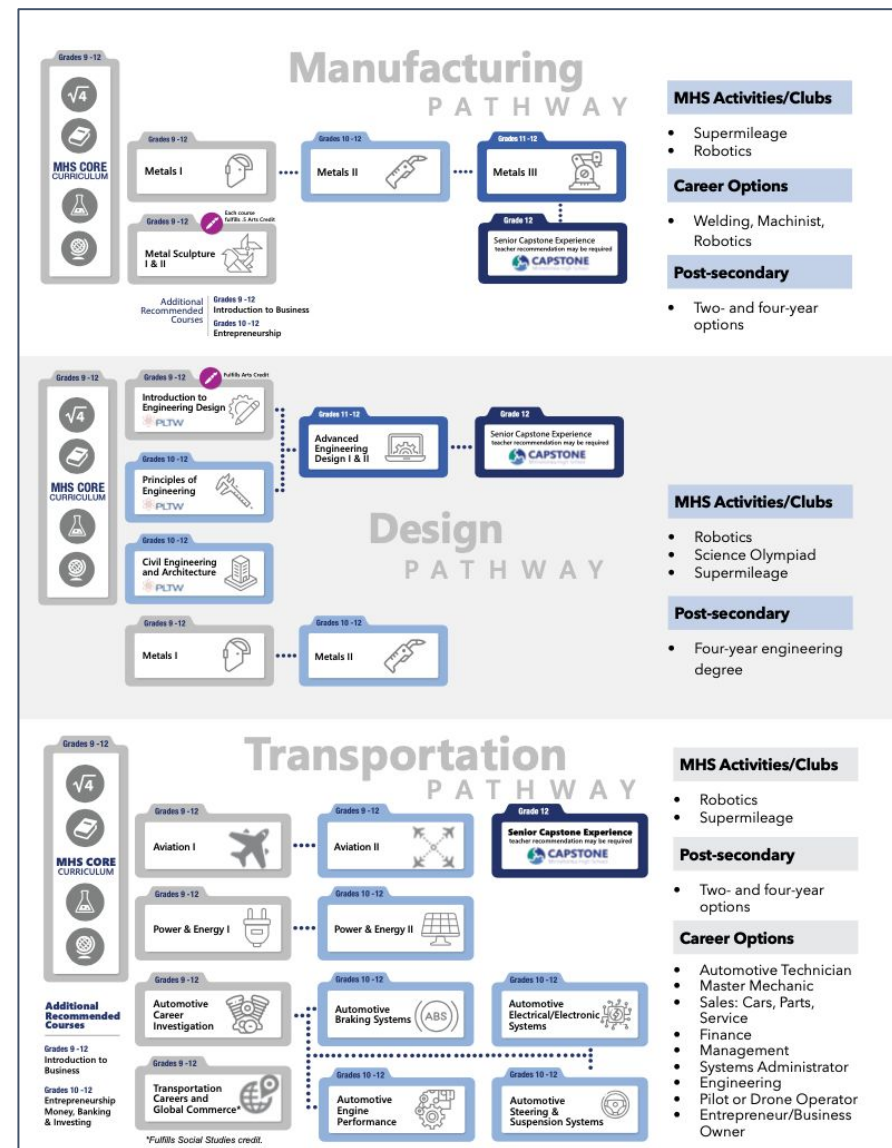 Manufacturing
PATHWAY
Grades 9 -12
√4
MHS CORE
CURRICULUM
Grades 9 -12
Metals I
Grades 10 -12
Metals II
Grades 11 -12
Metals III
Grades 9 -12
Each course
fulfills .5 Arts Credit
Metal Sculpture
I & II
Grade 12
Senior Capstone Experience
teacher recommendation may be required
CAPSTONE
Additional
Recommended
Courses
Grades 9 -12
Introduction to Business
Grades 10 -12
Entrepreneurship
MHS Activities/Clubs
• Supermileage
• Robotics
Career Options
• Welding, Machinist,
Robotics
Post-secondary
• Two- and four-year
options
Design
PATHWAY
Grades 9 -12
√4
MHS CORE
CURRICULUM
Grades 9 -12
Fulfills Arts Credit
Introduction to
Engineering Design
PLTW
Grades 10 -12
Principles of
Engineering
PLTW
Grades 11 -12
Advanced
Engineering
Design I & II
Grade 12
Senior Capstone Experience
teacher recommendation may be required
CAPSTONE
Grades 10 -12
Civil Engineering
and Architecture
PLTW
Grades 9 -12
Metals I
Grades 10 -12
Metals II
MHS Activities/Clubs
• Robotics
• Science Olympiad
• Supermileage
Post-secondary
• Four-year engineering
degree
Transportation
PATHWAY
Grades 9 -12
√4
MHS CORE
CURRICULUM
Grades 9 -12
Aviation I
Grades 9 -12
Aviation II
Grade 12
Senior Capstone Experience
teacher recommendation may be required
CAPSTONE
Grades 9 -12
Power & Energy I
Grades 10 -12
Power & Energy II
Grades 9 -12
Automotive
Career
Investigation
Grades 10 -12
Automotive
Braking Systems
ABS
Grades 10 -12
Automotive
Electrical/Electronic
Systems
Grades 9 -12
Transportation
Careers and
Global Commerce*
Grades 10 -12
Automotive
Engine
Performance
Grades 10 -12
Automotive
Steering &
Suspension Systems
*Fulfills Social Studies credit.
Additional
Recommended
Courses
Grades 9 -12
Introduction to
Business
Grades 10 -12
Entrepreneurship
Money, Banking
& Investing
MHS Activities/Clubs
• Robotics
• Supermileage
Post-secondary
• Two- and four-year
options
Career Options
• Automotive Technician
• Master Mechanic
• Sales: Cars, Parts,
Service
• Finance
• Management
• Systems Administrator
• Engineering
• Pilot or Drone Operator
• Entrepreneur/Business
Owner